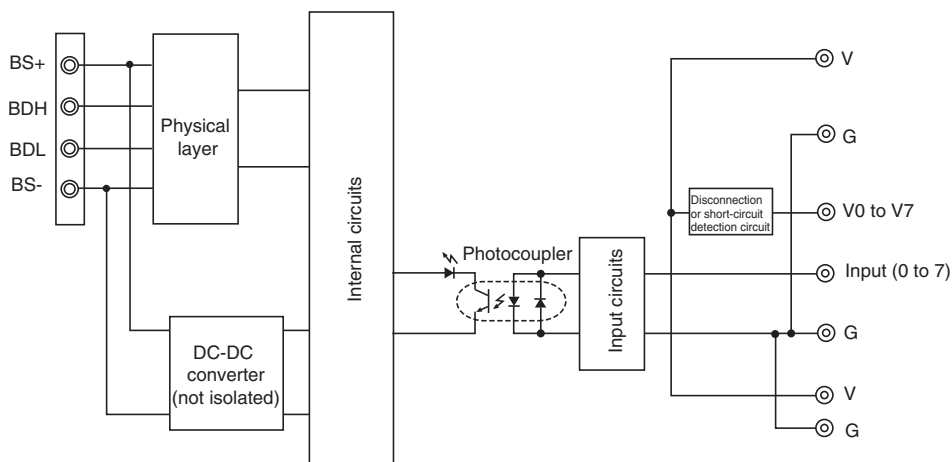 BS+
BDH
BDL
BS-
Physical
layer
DC-DC
converter
(not isolated)
Internal circuits
Photocoupler
Input circuits
Disconnection
or short-circuit
detection circuit
V
G
V0 to V7
Input (0 to 7)
G
V
G